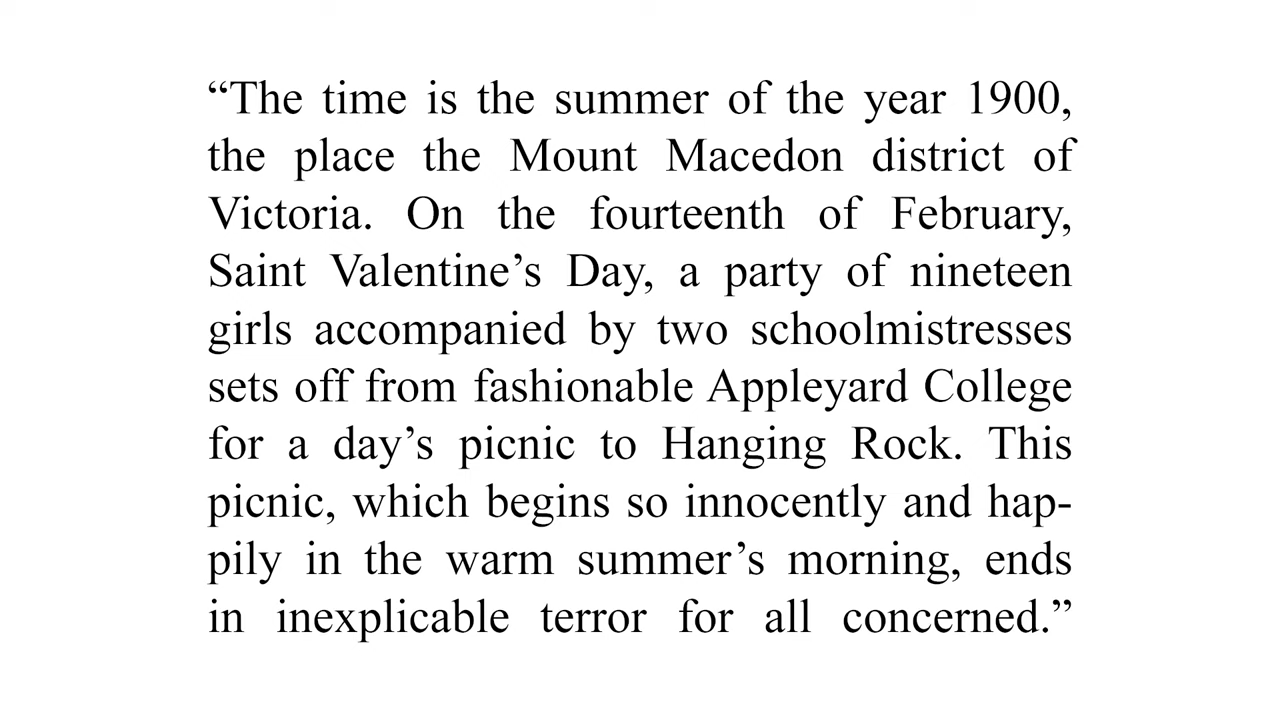 “The time is the summer of the year 1900,
the place the Mount Macedon district of
Victoria. On the fourteenth of February,
Saint Valentine’s Day, a party of nineteen
girls accompanied by two schoolmistresses
sets off from fashionable Appleyard College
for a day’s picnic to Hanging Rock. This
picnic, which begins so innocently and hap-
pily in the warm summer’s morning, ends
in inexplicable terror for all concerned.”